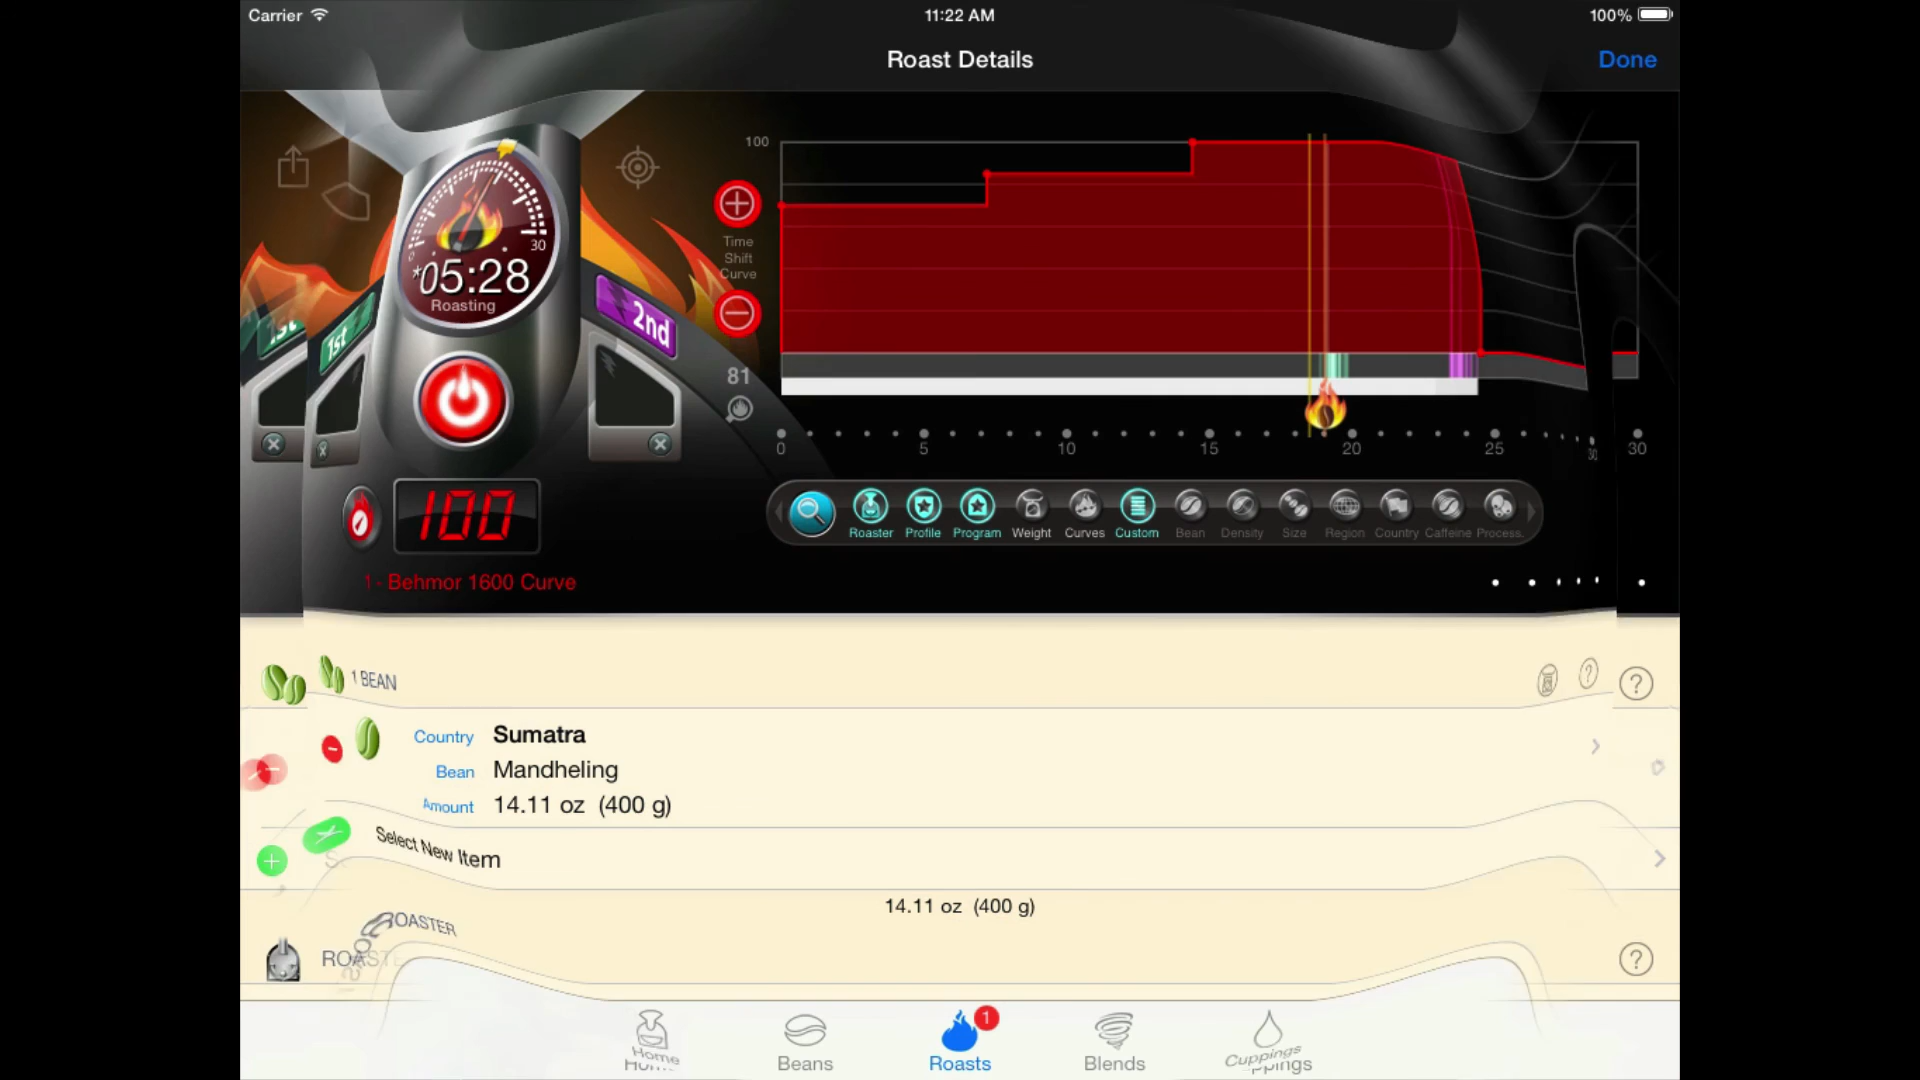 Carrier
11:22 AM
100%
Roast Details
Done
100
Time
Shift
Curve
30
*05:28
Roasting
1st
1st
2nd
81
0 5 10 15 20 25 30
100
Roaster Profile Program Weight Curves Custom Bean Density Size Region Country Caffeine Process.
1 - Behmor 1600 Curve
1 BEAN
Country Sumatra
Bean Mandheling
Amount 14.11 oz (400 g)
Select New Item
14.11 oz (400 g)
ROASTER
1
Home Beans Roasts Blends Cuppings